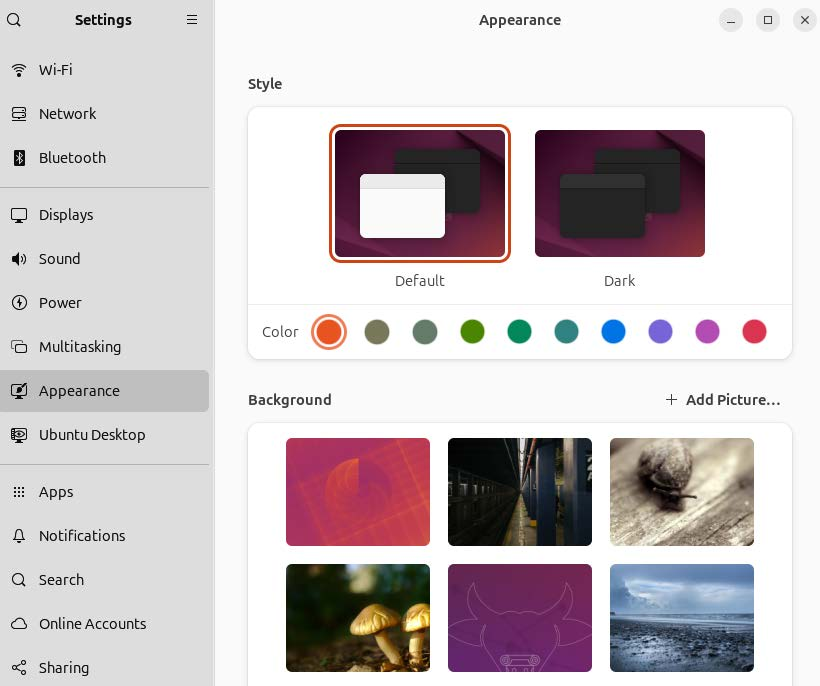 Settings
Appearance
Wi-Fi
Network
Bluetooth
Displays
Sound
Power
Multitasking
Appearance
Ubuntu Desktop
Apps
Notifications
Search
Online Accounts
Sharing
Style
Default
Dark
Color
Background
Add Picture…